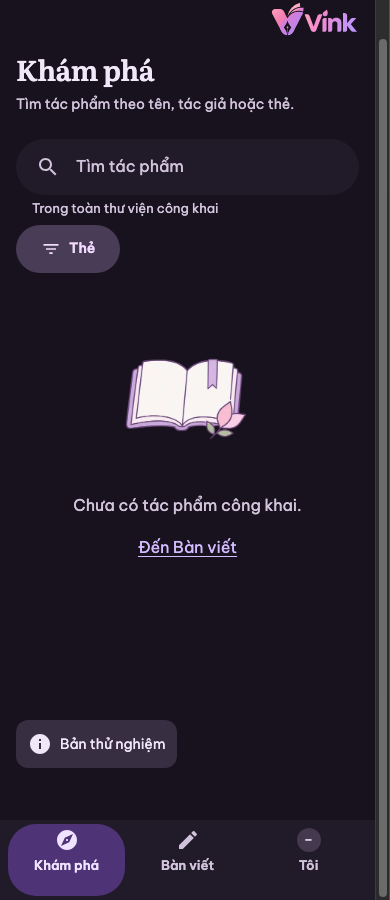 Vink
Khám phá
Tìm tác phẩm theo tên, tác giả hoặc thẻ.
Tìm tác phẩm
Trong toàn thư viện công khai
Thẻ
Chưa có tác phẩm công khai.
Đến Bàn viết
Bản thử nghiệm
Khám phá
Bàn viết
Tôi